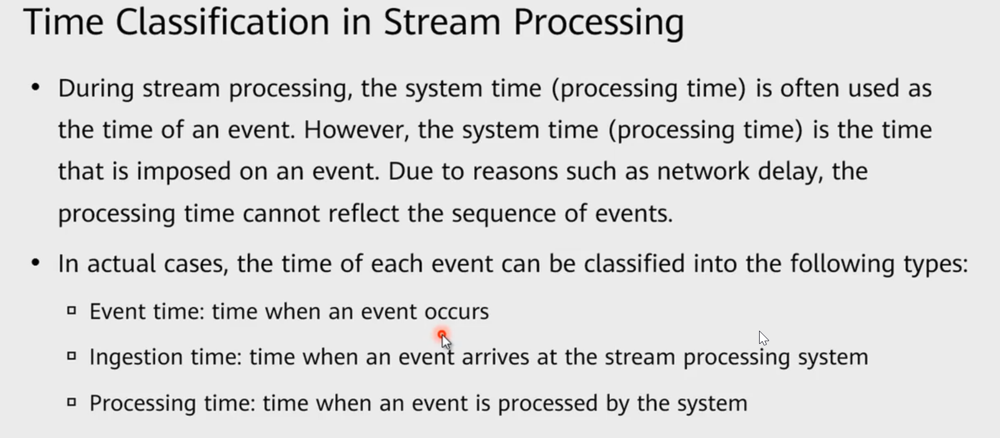 Time Classification in Stream Processing
• During stream processing, the system time (processing time) is often used as
the time of an event. However, the system time (processing time) is the time
that is imposed on an event. Due to reasons such as network delay, the
processing time cannot reflect the sequence of events.
• In actual cases, the time of each event can be classified into the following types:
▫ Event time: time when an event occurs
▫ Ingestion time: time when an event arrives at the stream processing system
▫ Processing time: time when an event is processed by the system